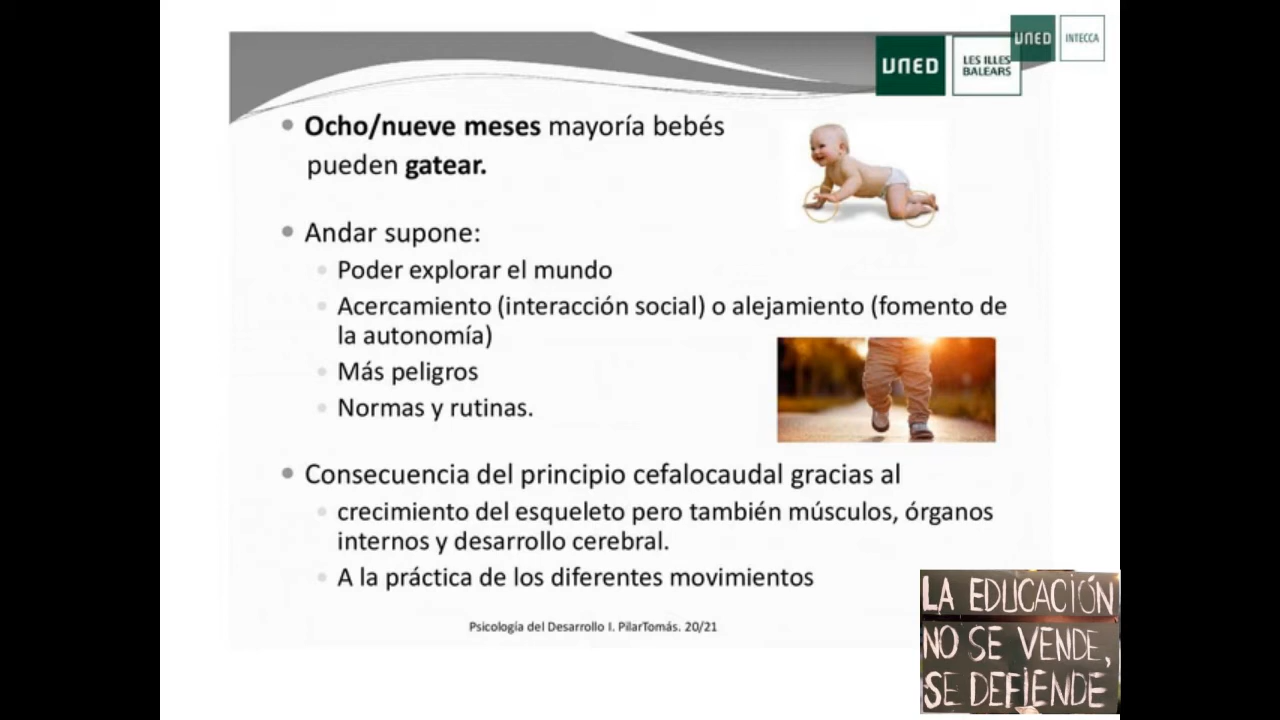 UNED
INTECCA
UNED
LES ILLES
BALEARS
• Ocho/nueve meses mayoría bebés
pueden gatear.
• Andar supone:
• Poder explorar el mundo
• Acercamiento (interacción social) o alejamiento (fomento de
la autonomía)
• Más peligros
• Normas y rutinas.
• Consecuencia del principio cefalocaudal gracias al
• crecimiento del esqueleto pero también músculos, órganos
internos y desarrollo cerebral.
• A la práctica de los diferentes movimientos
Psicología del Desarrollo I. PilarTomás. 20/21
LA EDUCACIÓN
NO SE VENDE,
SE DEFIENDE